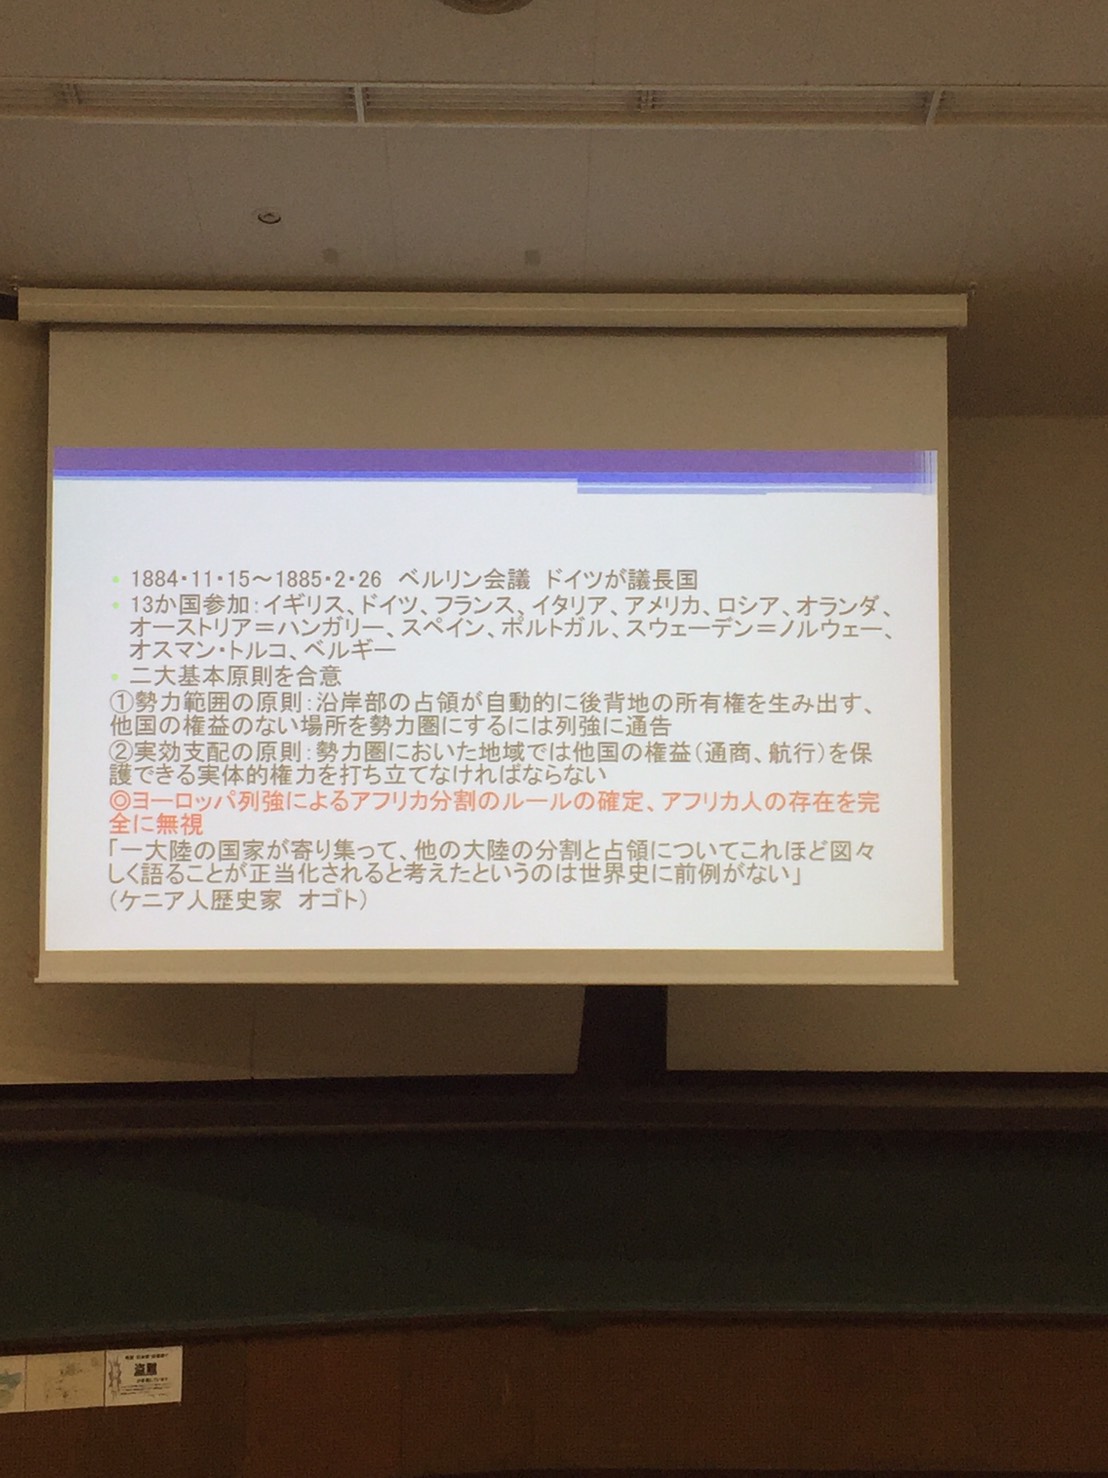 • 1884・11・15～1885・2・26　ベルリン会議　ドイツが議長国
• 13か国参加：イギリス、ドイツ、フランス、イタリア、アメリカ、ロシア、オランダ、
オーストリア＝ハンガリー、スペイン、ポルトガル、スウェーデン＝ノルウェー、
オスマン・トルコ、ベルギー
• 二大基本原則を合意
①勢力範囲の原則：沿岸部の占領が自動的に後背地の所有権を生み出す、
他国の権益のない場所を勢力圏にするには列強に通告
②実効支配の原則：勢力圏においた地域では他国の権益（通商、航行）を保
護できる実体的権力を打ち立てなければならない
◎ヨーロッパ列強によるアフリカ分割のルールの確定、アフリカ人の存在を完
全に無視
「一大陸の国家が寄り集って、他の大陸の分割と占領についてこれほど図々
しく語ることが正当化されると考えたというのは世界史に前例がない」
（ケニア人歴史家　オゴト）
盗難